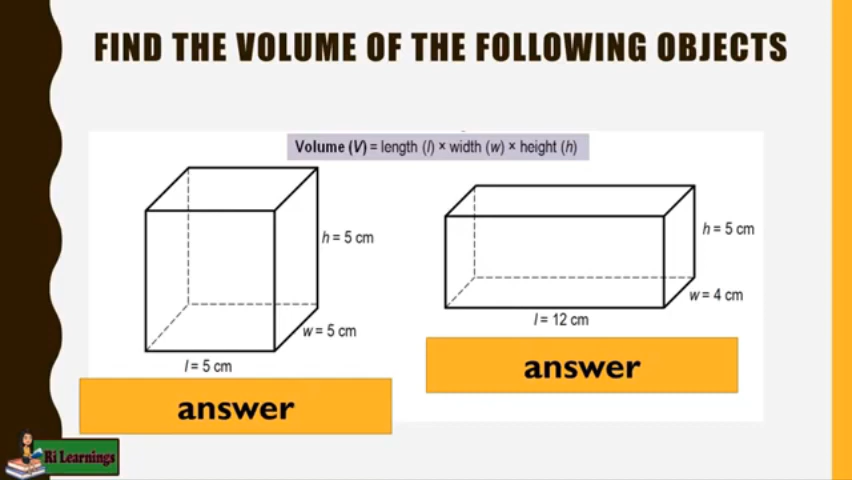 FIND THE VOLUME OF THE FOLLOWING OBJECTS
Volume (V) = length (l) × width (w) × height (h)
h = 5 cm
w = 5 cm
l = 5 cm
answer
h = 5 cm
w = 4 cm
l = 12 cm
answer
Ri Learnings